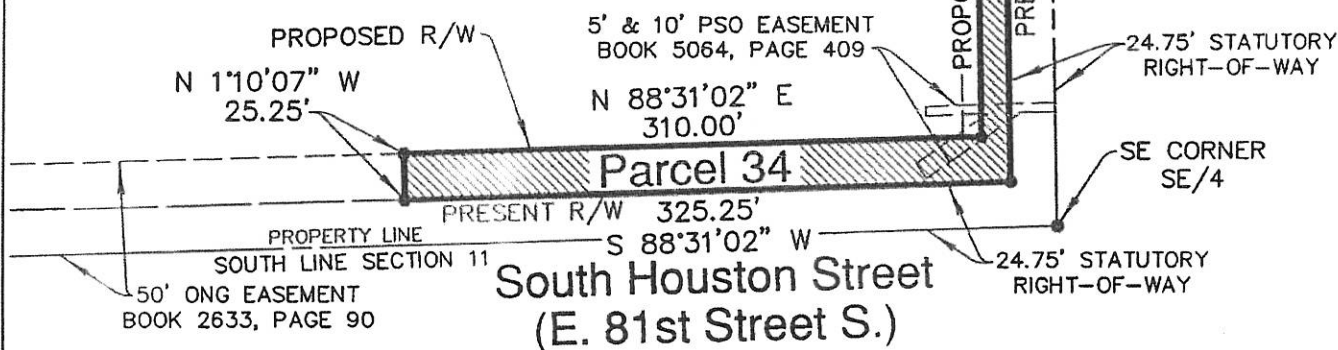 PROPOSED R/W
5' & 10' PSO EASEMENT
BOOK 5064, PAGE 409
24.75' STATUTORY
RIGHT-OF-WAY
N 1°10'07" W
25.25'
N 88°31'02" E
310.00'
Parcel 34
SE CORNER
SE/4
PRESENT R/W 325.25'
PROPERTY LINE
SOUTH LINE SECTION 11
S 88°31'02" W
24.75' STATUTORY
RIGHT-OF-WAY
50' ONG EASEMENT
BOOK 2633, PAGE 90
South Houston Street
(E. 81st Street S.)